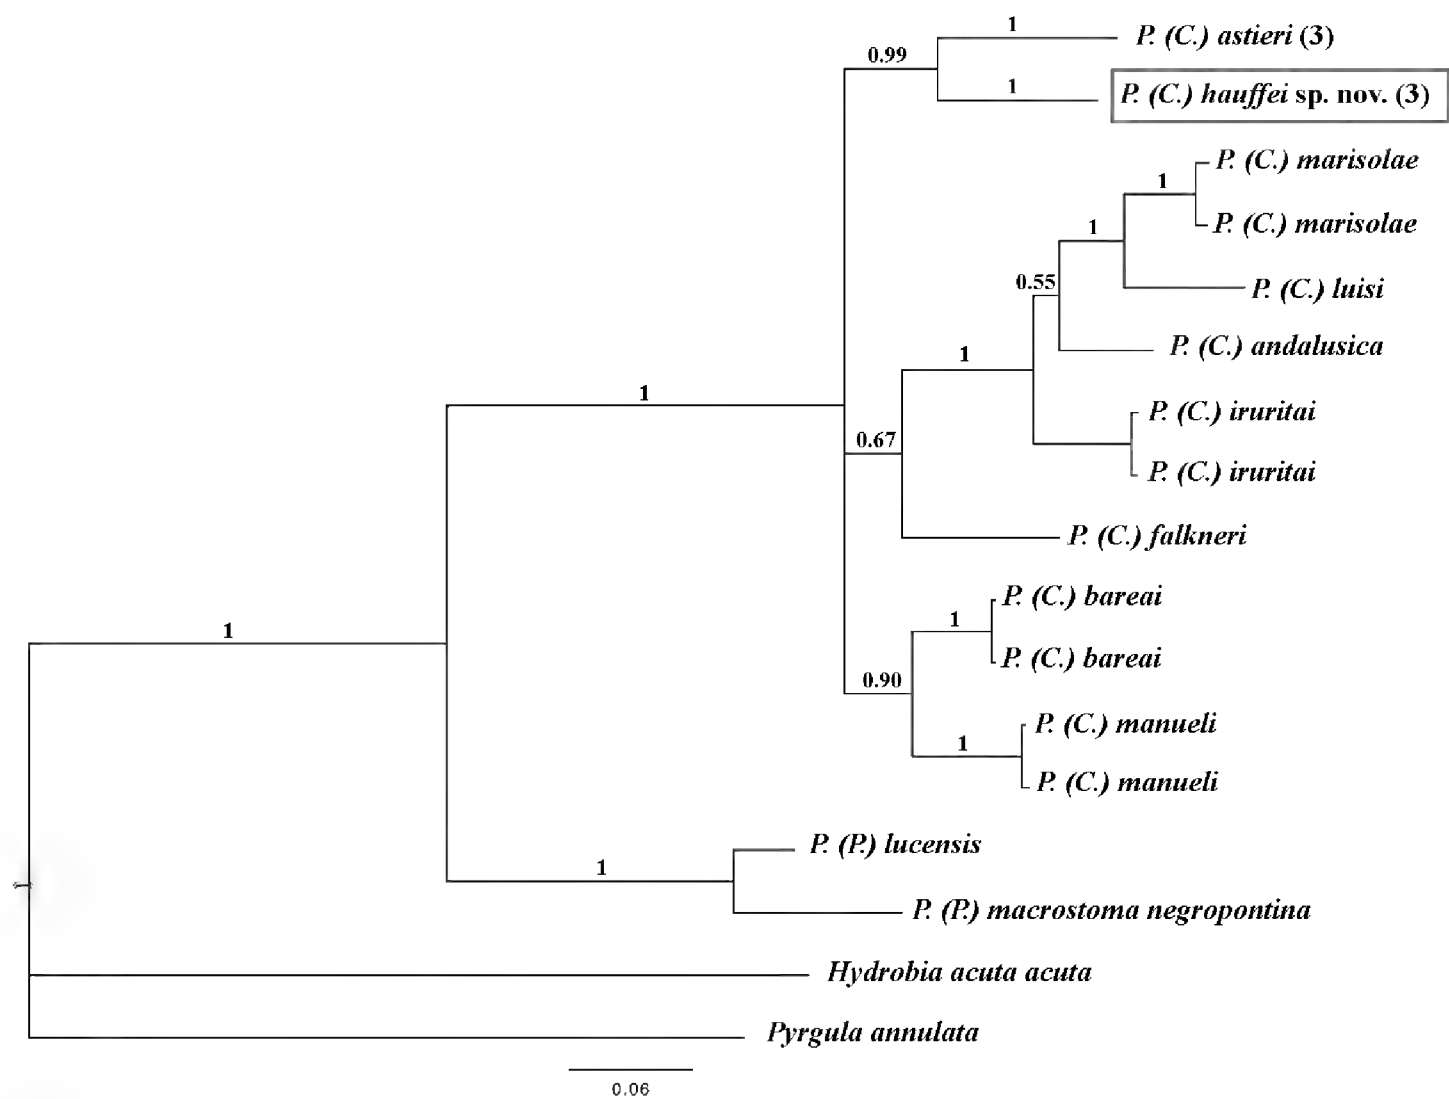 1
P. (C.) astieri (3)
0.99
1
P. (C.) hauffei sp. nov. (3)
P. (C.) marisolae
1
P. (C.) marisolae
1
0.55
P. (C.) luisi
P. (C.) andalusica
1
1
P. (C.) iruritai
0.67
P. (C.) iruritai
P. (C.) falkneri
P. (C.) bareai
1
1
P. (C.) bareai
0.90
P. (C.) manueli
1
P. (C.) manueli
P. (P.) lucensis
1
P. (P.) macrostoma negropontina
Hydrobia acuta acuta
Pyrgula annulata
0.06